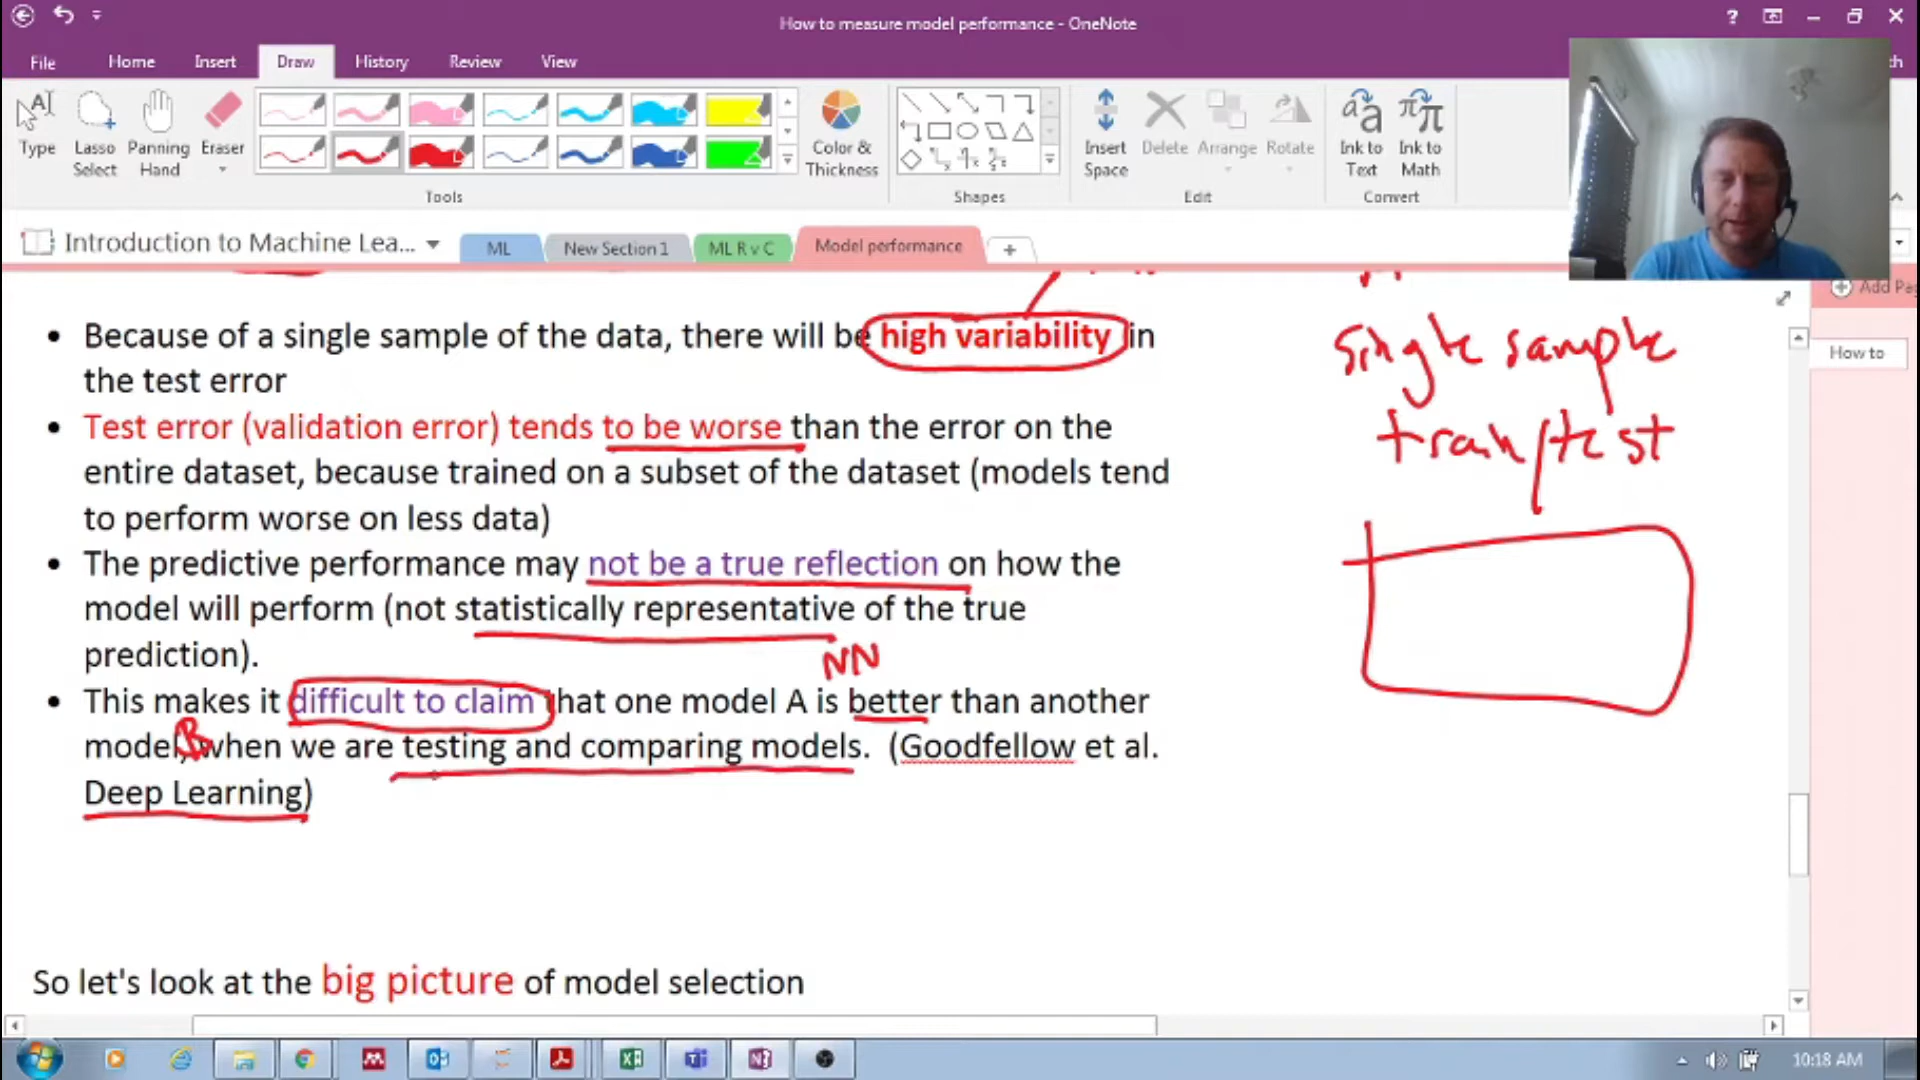 How to measure model performance - OneNote
File Home Insert Draw History Review View
Type
Lasso Select
Panning Hand
Eraser
Color & Thickness
Insert Space
Delete
Arrange
Rotate
Ink to Text
Ink to Math
Tools
Shapes
Edit
Convert
Introduction to Machine Lea...
ML
New Section 1
ML R v C
Model performance
Add Pag
How to
• Because of a single sample of the data, there will be high variability in
the test error
• Test error (validation error) tends to be worse than the error on the
entire dataset, because trained on a subset of the dataset (models tend
to perform worse on less data)
• The predictive performance may not be a true reflection on how the
model will perform (not statistically representative of the true
prediction).
NN
• This makes it difficult to claim that one model A is better than another
model, B when we are testing and comparing models. (Goodfellow et al.
Deep Learning)
single sample
train/test
So let's look at the big picture of model selection
10:18 AM